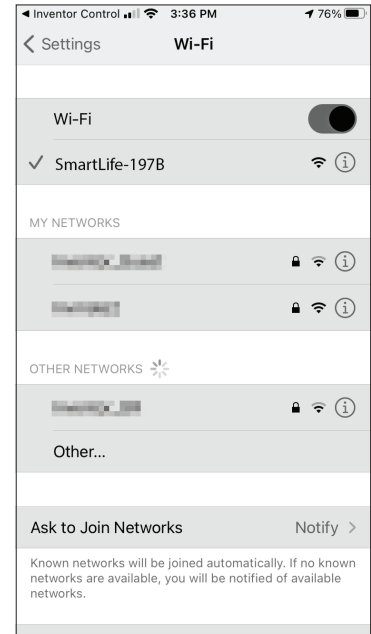 Inventor Control 3:36 PM 76%
Settings Wi-Fi
Wi-Fi
SmartLife-197B
MY NETWORKS
OTHER NETWORKS
Other...
Ask to Join Networks Notify
Known networks will be joined automatically. If no known
networks are available, you will be notified of available
networks.